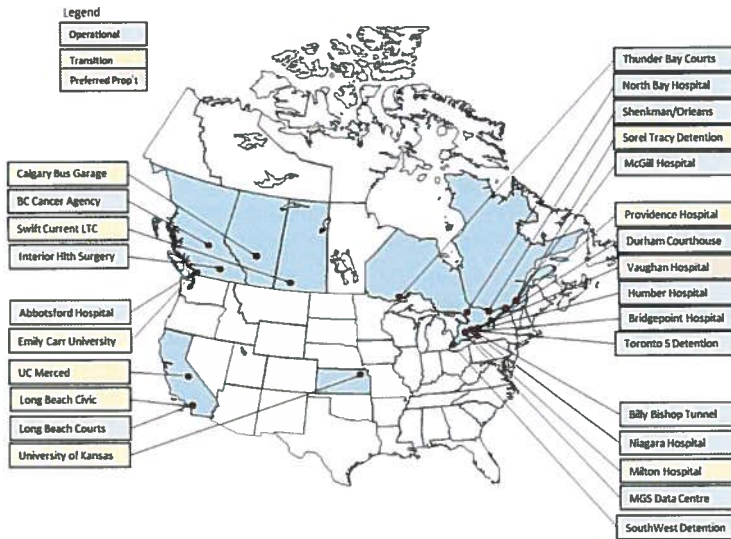 Legend
Operational
Transition
Preferred Prop't
Calgary Bus Garage
BC Cancer Agency
Swift Current LTC
Interior Hlth Surgery
Abbotsford Hospital
Emily Carr University
UC Merced
Long Beach Civic
Long Beach Courts
University of Kansas
Thunder Bay Courts
North Bay Hospital
Shenkman/Orleans
Sorel Tracy Detention
McGill Hospital
Providence Hospital
Durham Courthouse
Vaughan Hospital
Humber Hospital
Bridgepoint Hospital
Toronto S Detention
Billy Bishop Tunnel
Niagara Hospital
Milton Hospital
MGS Data Centre
SouthWest Detention